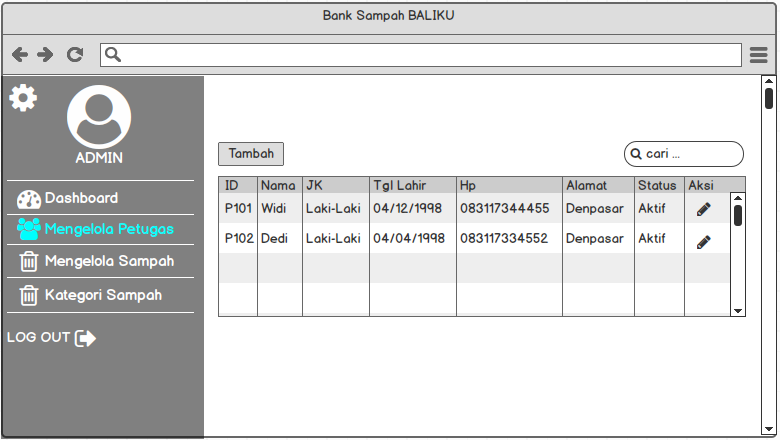 Bank Sampah BALIKU
ADMIN
Dashboard
Mengelola Petugas
Mengelola Sampah
Kategori Sampah
LOG OUT
Tambah
cari ...
ID Nama JK Tgl Lahir Hp Alamat Status Aksi
P101 Widi Laki-Laki 04/12/1998 083117344455 Denpasar Aktif
P102 Dedi Laki-Laki 04/04/1998 083117334552 Denpasar Aktif